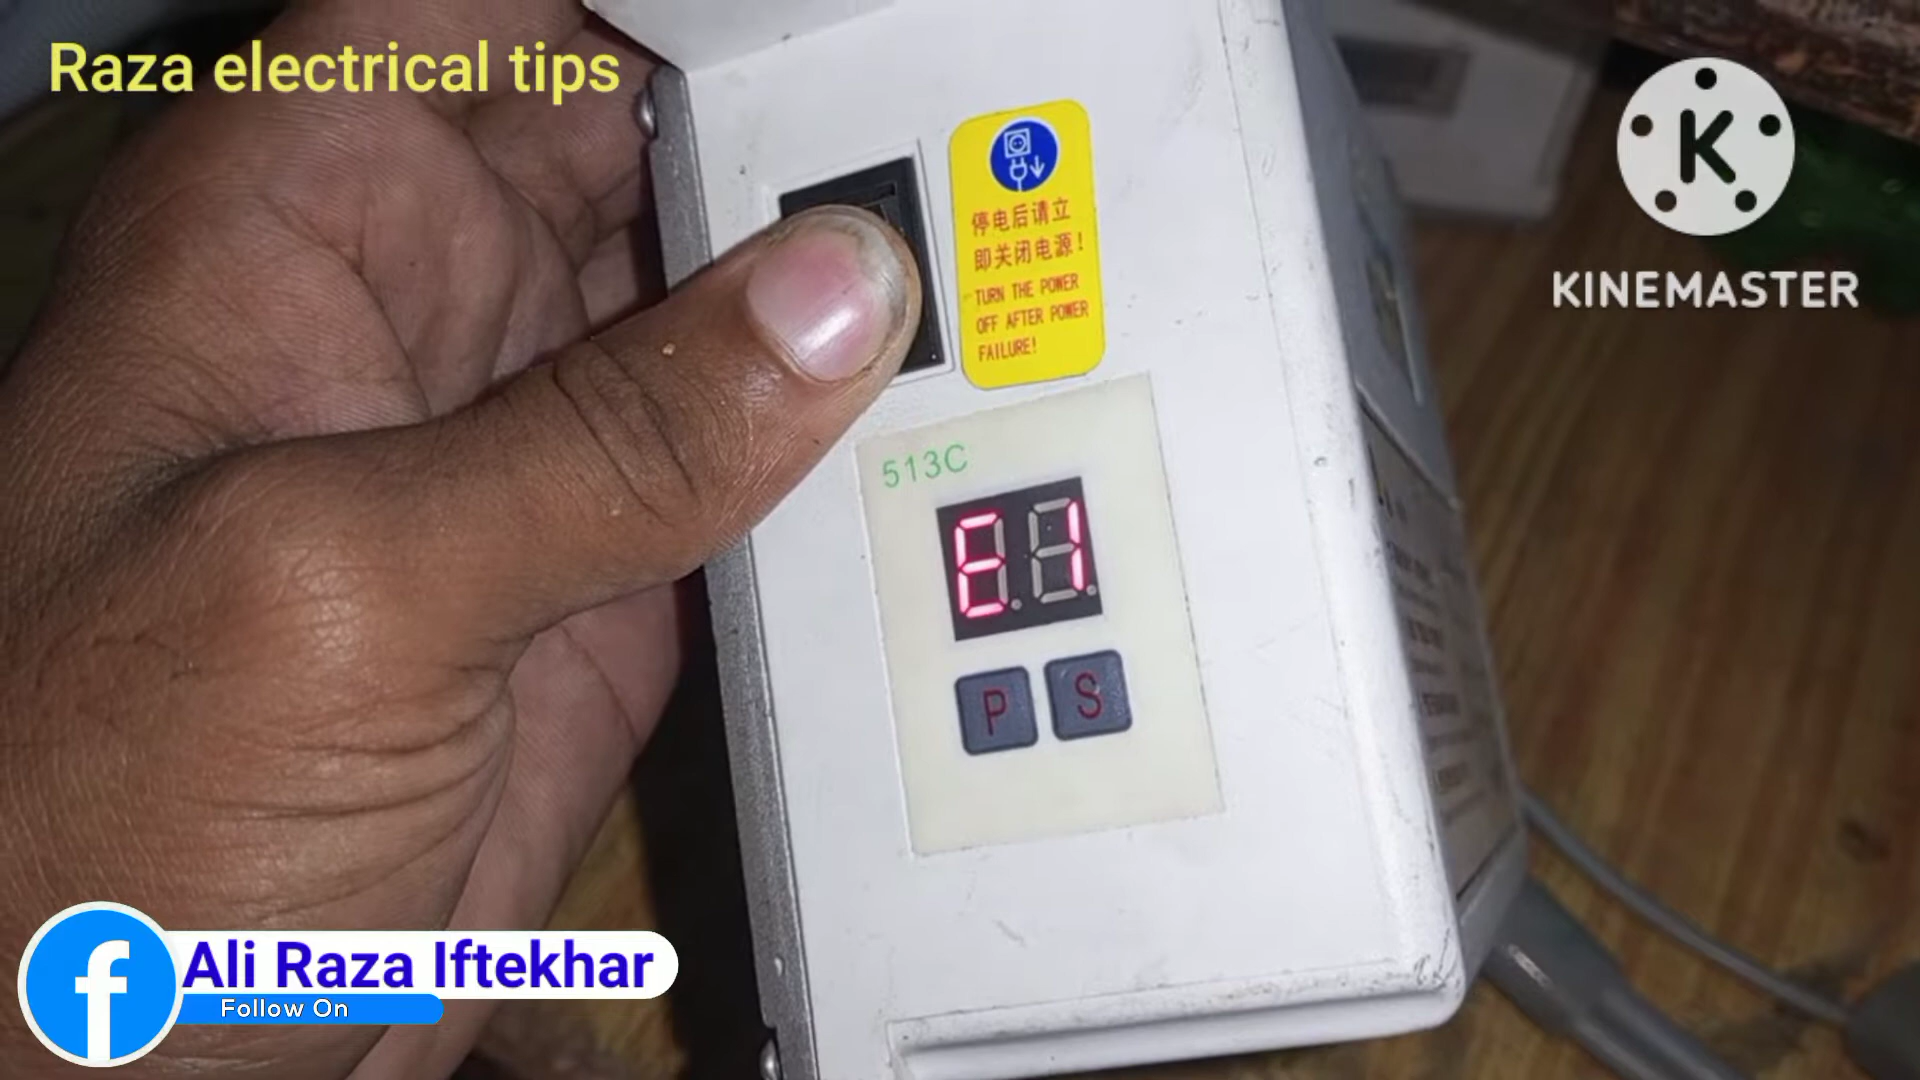 Raza electrical tips
K
KINEMASTER
停电后请立
即关闭电源！
TURN THE POWER
OFF AFTER POWER
FAILURE!
513C
E1
P S
f
Ali Raza Iftekhar
Follow On